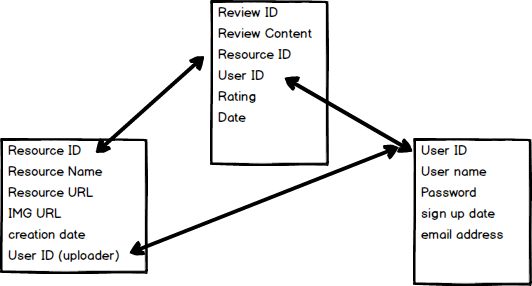 Review ID
Review Content
Resource ID
User ID
Rating
Date
Resource ID
Resource Name
Resource URL
IMG URL
creation date
User ID (uploader)
User ID
User name
Password
sign up date
email address